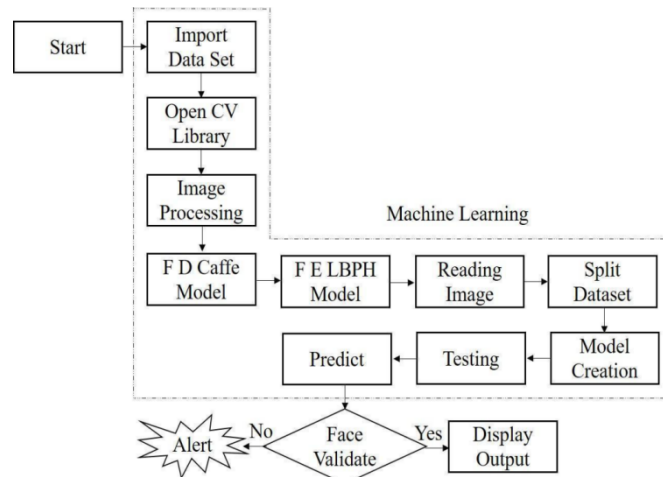 Start
Import
Data Set
Open CV
Library
Image
Processing
Machine Learning
F D Caffe
Model
F E LBPH
Model
Reading
Image
Split
Dataset
Model
Creation
Testing
Predict
Face
Validate
No
Alert
Yes
Display
Output